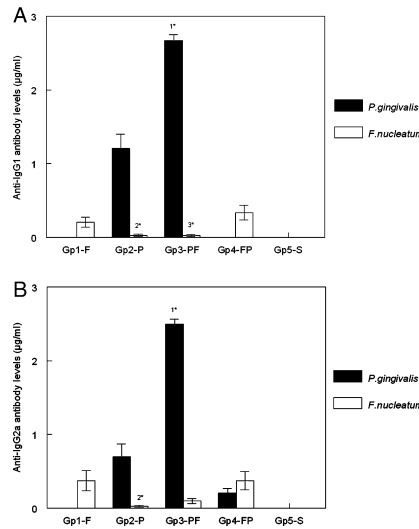 A
Anti-IgG1 antibody levels (µg/ml)
3
2
1
0
1*
2*
3*
Gp1-F Gp2-P Gp3-PF Gp4-FP Gp5-S
P.gingivalis
F.nucleatum
B
Anti-IgG2a antibody levels (µg/ml)
3
2
1
0
1*
2*
Gp1-F Gp2-P Gp3-PF Gp4-FP Gp5-S
P.gingivalis
F.nucleatum